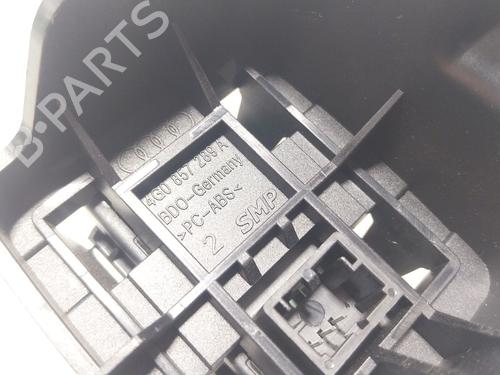 B-PARTS
4G0 857 289 A
BDO-Germany
>PC-ABS<
2 SMP